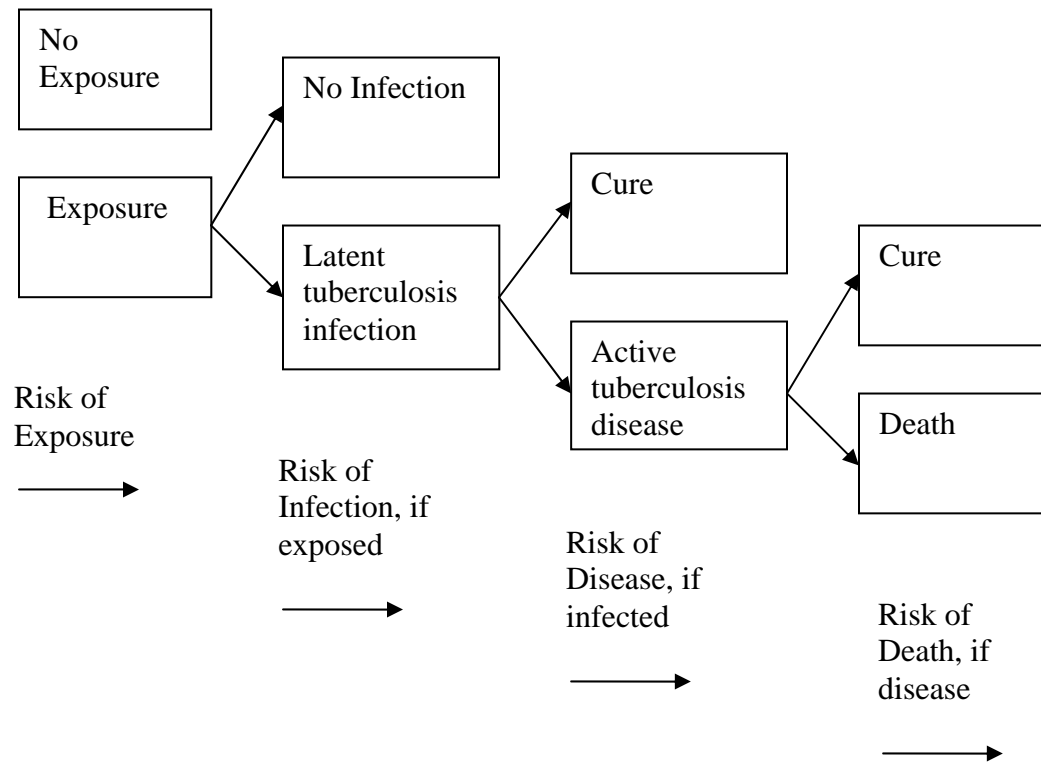 No
Exposure
Exposure
No Infection
Latent
tuberculosis
infection
Cure
Active
tuberculosis
disease
Cure
Death
Risk of
Exposure
Risk of
Infection, if
exposed
Risk of
Disease, if
infected
Risk of
Death, if
disease